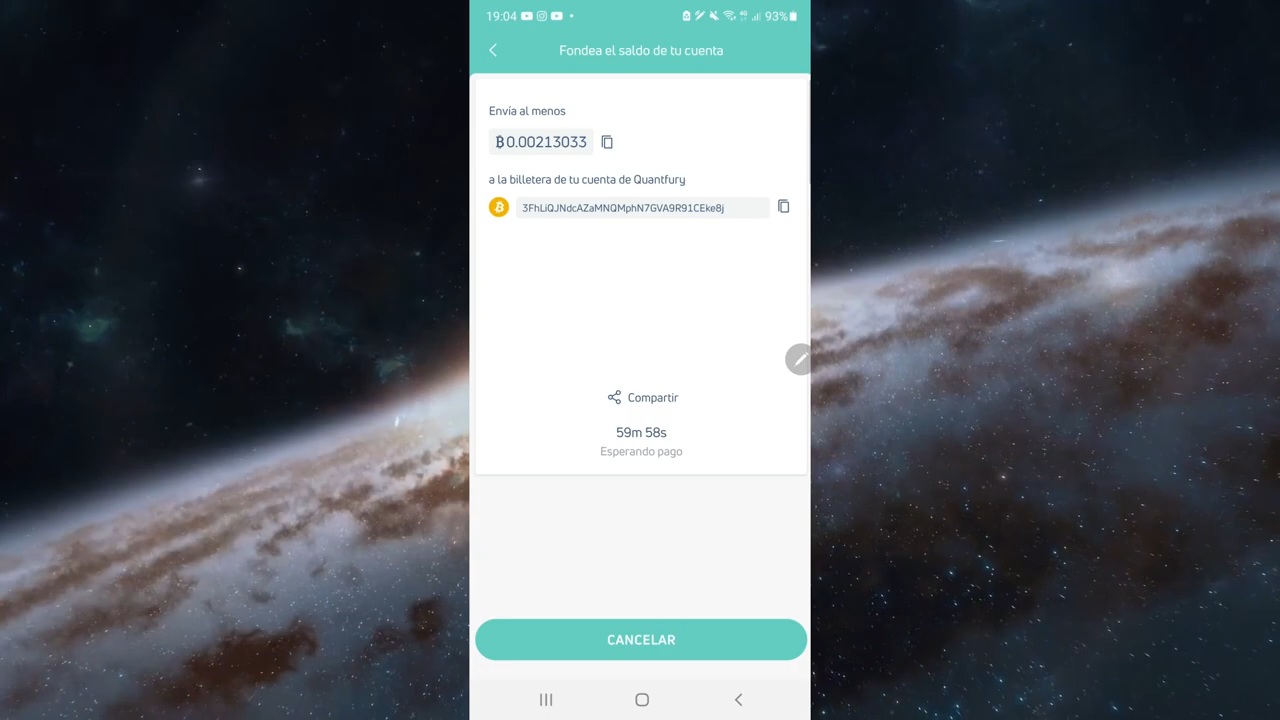 19:04 93%
Fondea el saldo de tu cuenta
Envía al menos
₿0.00213033
a la billetera de tu cuenta de Quantfury
3FhLiQJNdcAZaMNQMphN7GVA9R91CEke8j
Compartir
59m 58s
Esperando pago
CANCELAR